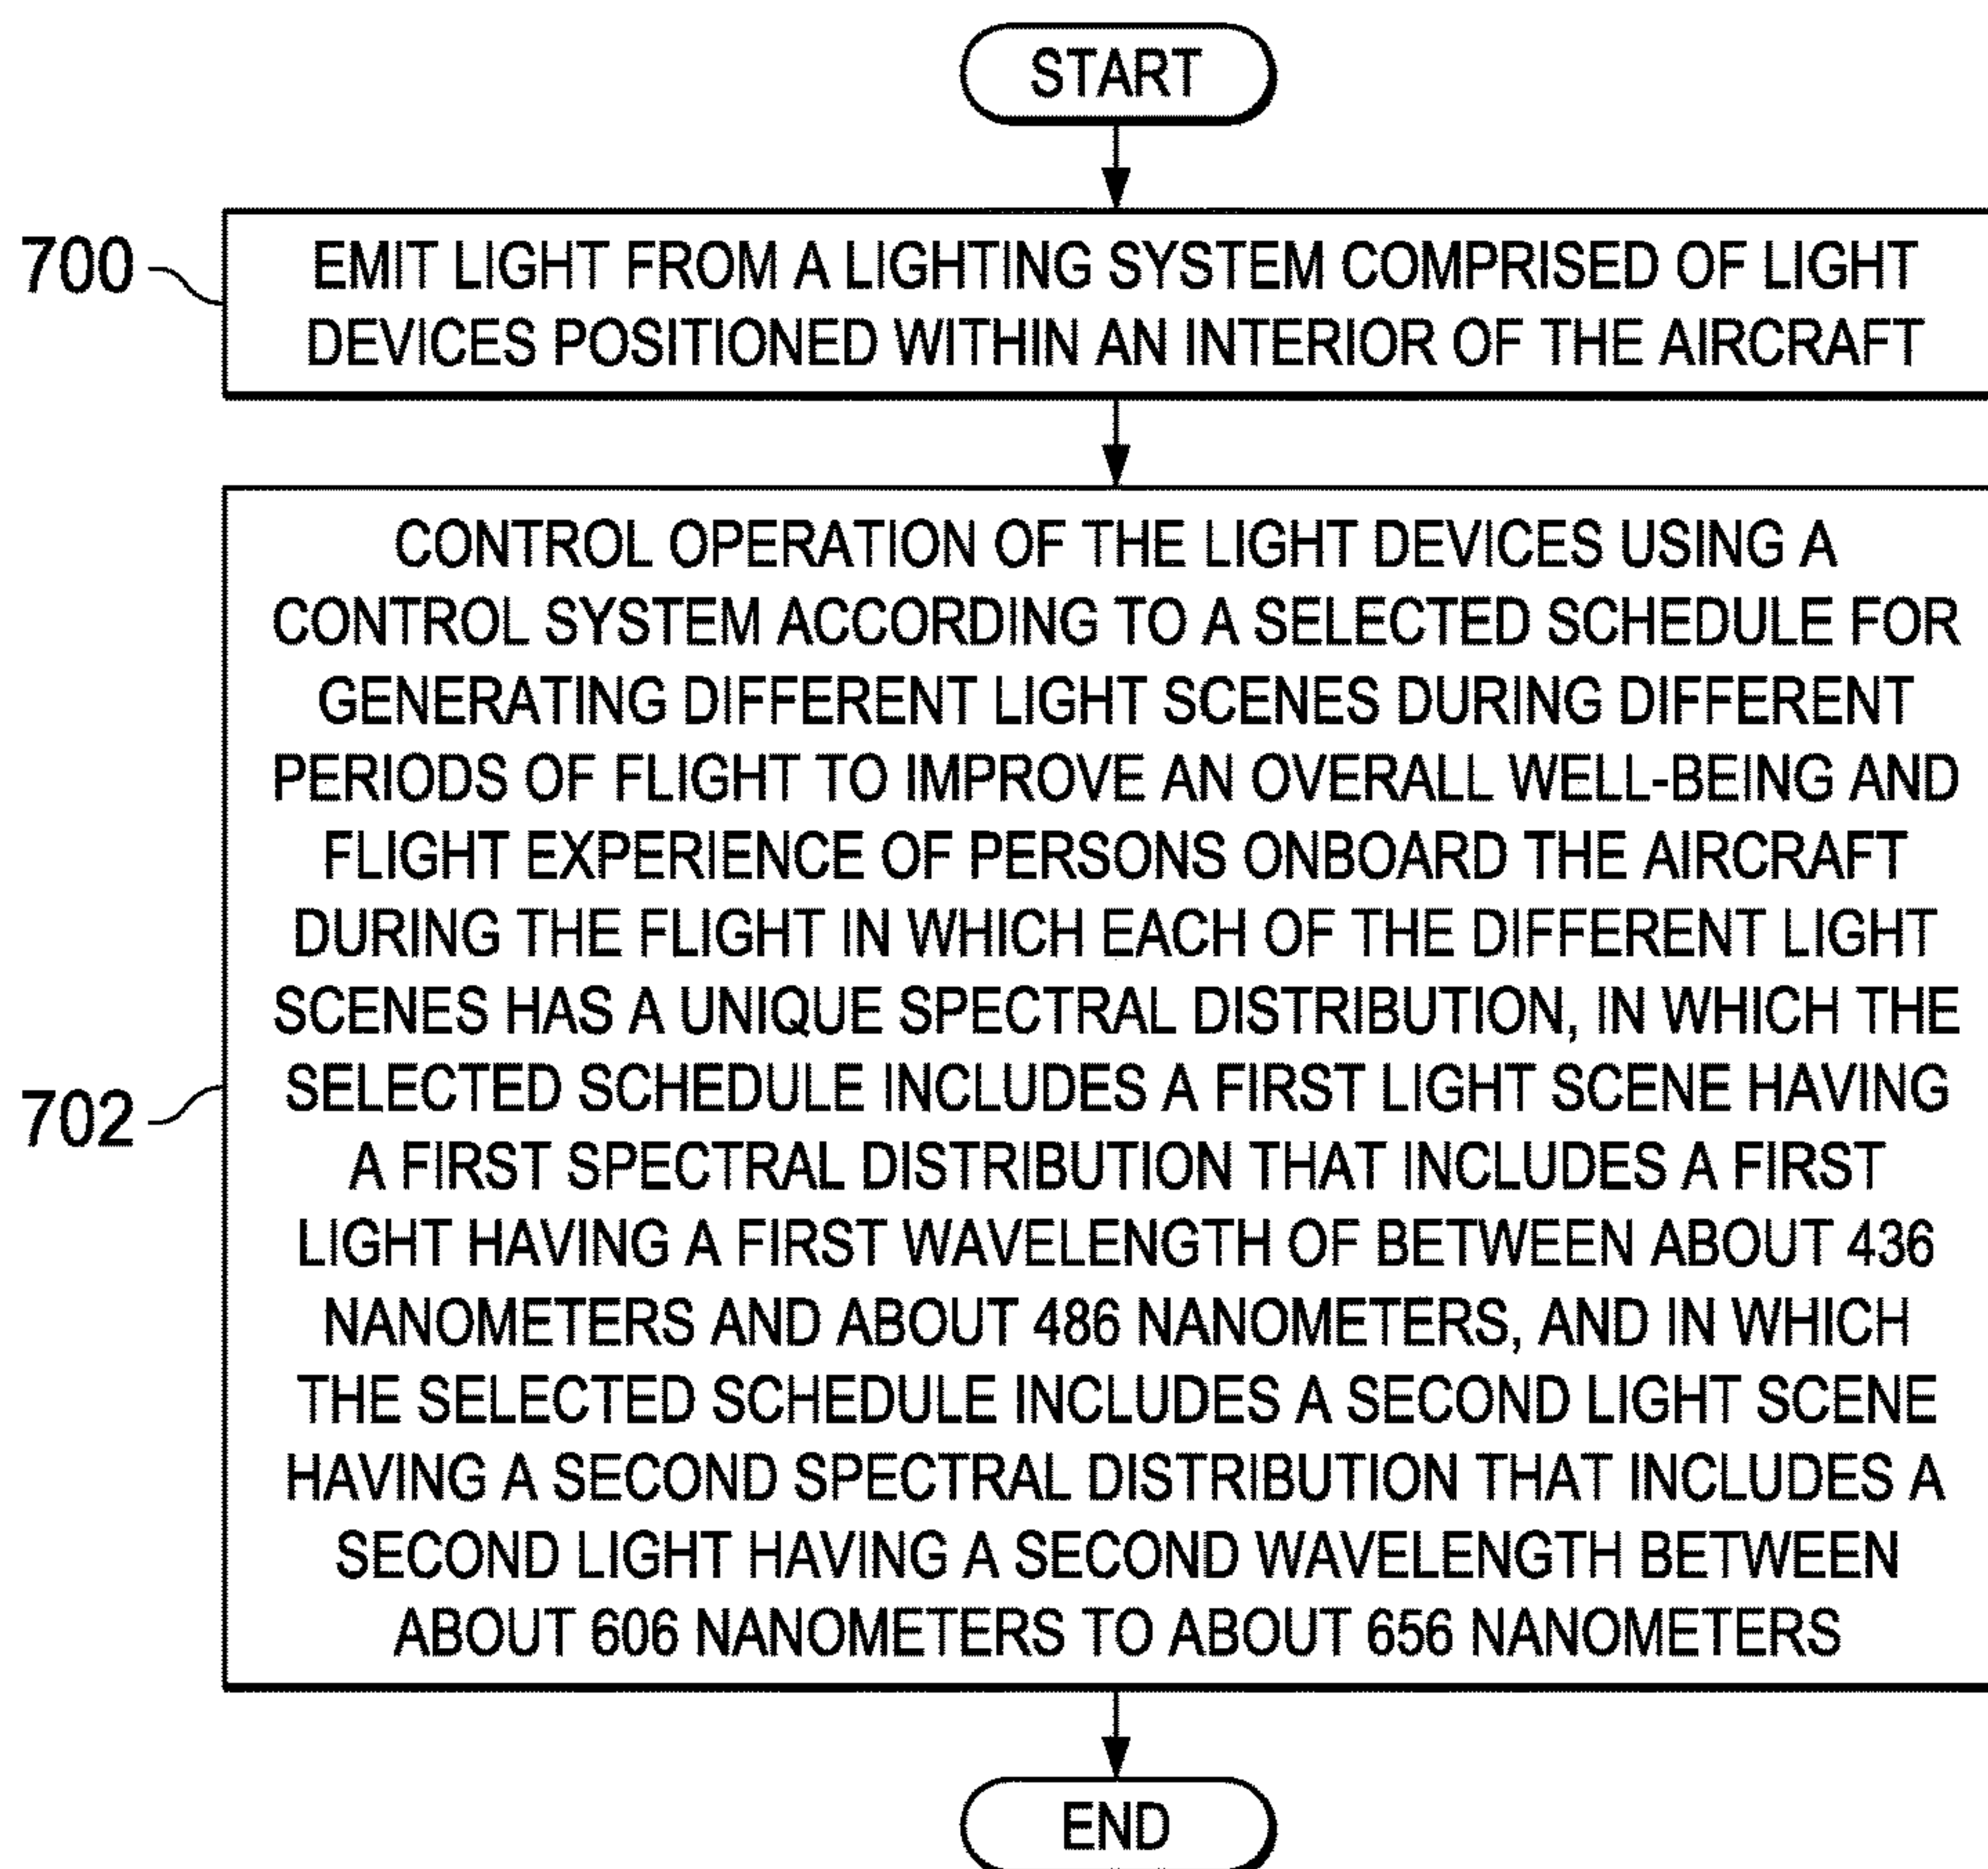 START
700
EMIT LIGHT FROM A LIGHTING SYSTEM COMPRISED OF LIGHT
DEVICES POSITIONED WITHIN AN INTERIOR OF THE AIRCRAFT
702
CONTROL OPERATION OF THE LIGHT DEVICES USING A
CONTROL SYSTEM ACCORDING TO A SELECTED SCHEDULE FOR
GENERATING DIFFERENT LIGHT SCENES DURING DIFFERENT
PERIODS OF FLIGHT TO IMPROVE AN OVERALL WELL-BEING AND
FLIGHT EXPERIENCE OF PERSONS ONBOARD THE AIRCRAFT
DURING THE FLIGHT IN WHICH EACH OF THE DIFFERENT LIGHT
SCENES HAS A UNIQUE SPECTRAL DISTRIBUTION, IN WHICH THE
SELECTED SCHEDULE INCLUDES A FIRST LIGHT SCENE HAVING
A FIRST SPECTRAL DISTRIBUTION THAT INCLUDES A FIRST
LIGHT HAVING A FIRST WAVELENGTH OF BETWEEN ABOUT 436
NANOMETERS AND ABOUT 486 NANOMETERS, AND IN WHICH
THE SELECTED SCHEDULE INCLUDES A SECOND LIGHT SCENE
HAVING A SECOND SPECTRAL DISTRIBUTION THAT INCLUDES A
SECOND LIGHT HAVING A SECOND WAVELENGTH BETWEEN
ABOUT 606 NANOMETERS TO ABOUT 656 NANOMETERS
END